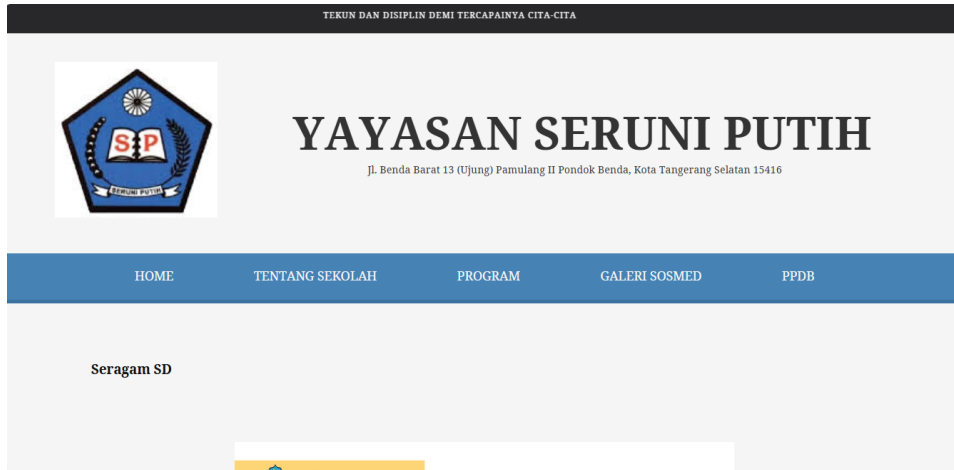 TEKUN DAN DISIPLIN DEMI TERCAPAINYA CITA-CITA
S P
SERUNI PUTIH
YAYASAN SERUNI PUTIH
Jl. Benda Barat 13 (Ujung) Pamulang II Pondok Benda, Kota Tangerang Selatan 15416
HOME TENTANG SEKOLAH PROGRAM GALERI SOSMED PPDB
Seragam SD